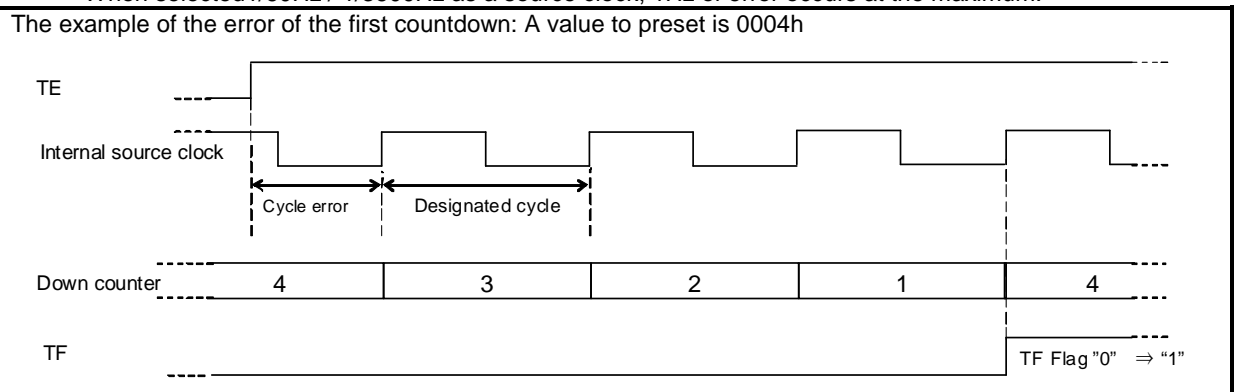 The example of the error of the first countdown: A value to preset is 0004h
TE
Internal source clock
Cycle error
Designated cycle
Down counter
4
3
2
1
4
TF
TF Flag "0" ⇒ “1”